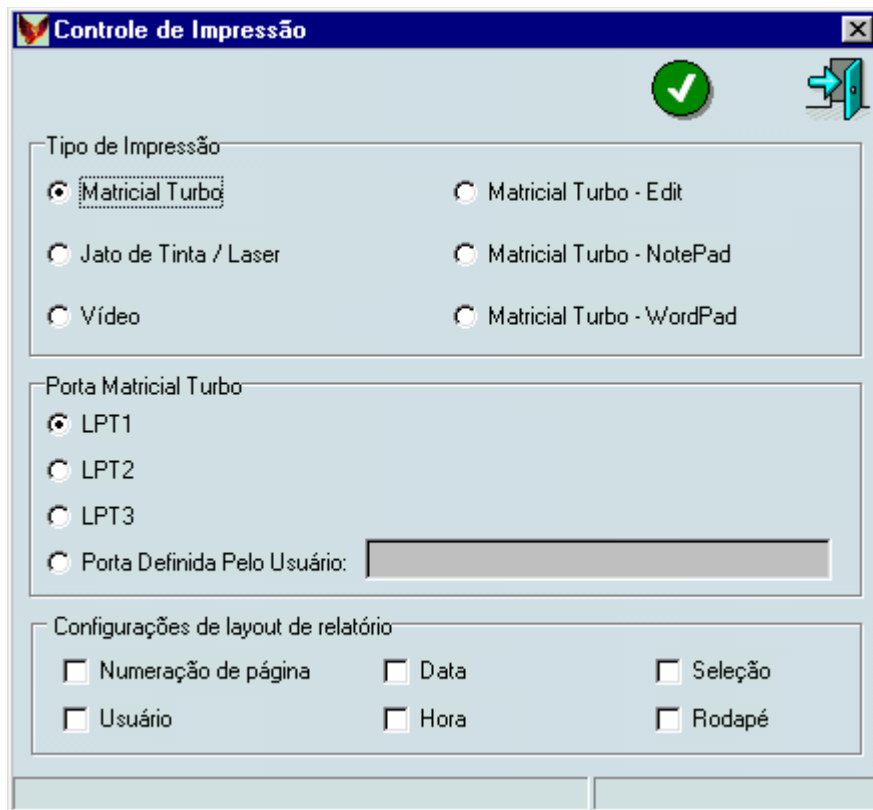 Controle de Impressão
Tipo de Impressão
Matricial Turbo
Matricial Turbo - Edit
Jato de Tinta / Laser
Matricial Turbo - NotePad
Vídeo
Matricial Turbo - WordPad
Porta Matricial Turbo
LPT1
LPT2
LPT3
Porta Definida Pelo Usuário:
Configurações de layout de relatório
Numeração de página
Data
Seleção
Usuário
Hora
Rodapé